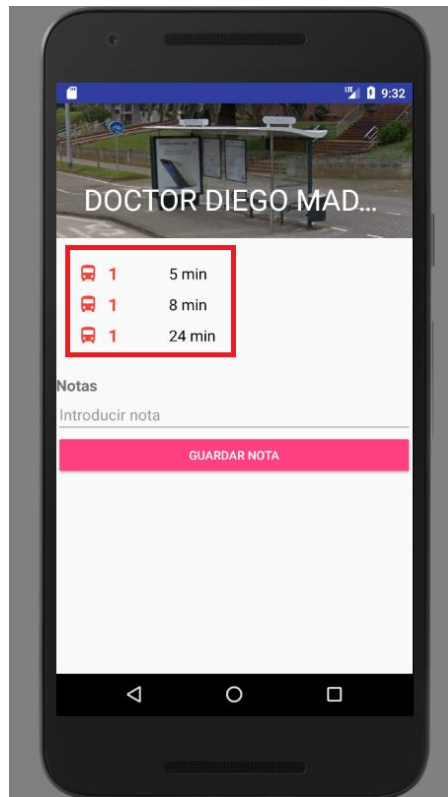 LTE 9:32
DOCTOR DIEGO MAD...
1 5 min
1 8 min
1 24 min
Notas
Introducir nota
GUARDAR NOTA